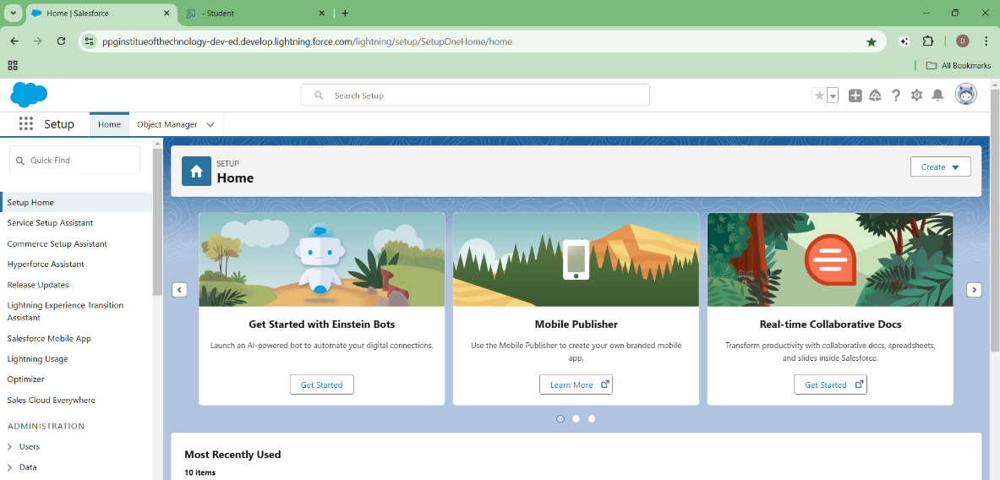 Home | Salesforce
- Student
ppginstitueofthechnology-dev-ed.develop.lightning.force.com/lightning/setup/SetupOneHome/home
D
All Bookmarks
Search Setup
Setup
Home
Object Manager
Quick Find
Setup Home
Service Setup Assistant
Commerce Setup Assistant
Hyperforce Assistant
Release Updates
Lightning Experience Transition
Assistant
Salesforce Mobile App
Lightning Usage
Optimizer
Sales Cloud Everywhere
ADMINISTRATION
Users
Data
SETUP
Home
Create
Get Started with Einstein Bots
Launch an AI-powered bot to automate your digital connections.
Get Started
Mobile Publisher
Use the Mobile Publisher to create your own branded mobile
app.
Learn More
Real-time Collaborative Docs
Transform productivity with collaborative docs, spreadsheets,
and slides inside Salesforce.
Get Started
Most Recently Used
10 items